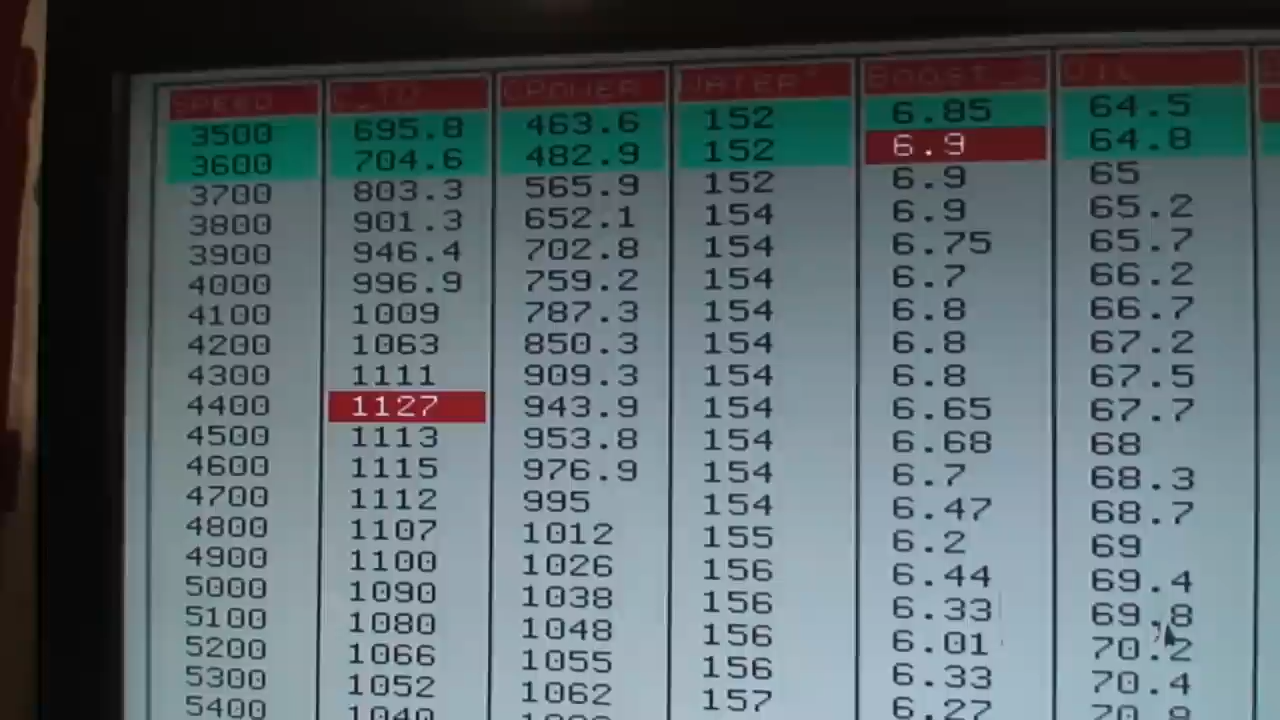 SPEED C_TQ CPOWER WATER BOOST OIL
3500 695.8 463.6 152 6.85 64.5
3600 704.6 482.9 152 6.9 64.8
3700 803.3 565.9 152 6.9 65
3800 901.3 652.1 154 6.9 65.2
3900 946.4 702.8 154 6.75 65.7
4000 996.9 759.2 154 6.7 66.2
4100 1009 787.3 154 6.8 66.7
4200 1063 850.3 154 6.8 67.2
4300 1111 909.3 154 6.8 67.5
4400 1127 943.9 154 6.65 67.7
4500 1113 953.8 154 6.68 68
4600 1115 976.9 154 6.7 68.3
4700 1112 995 154 6.47 68.7
4800 1107 1012 155 6.2 69
4900 1100 1026 156 6.44 69.4
5000 1090 1038 156 6.33 69.8
5100 1080 1048 156 6.01 70.2
5200 1066 1055 156 6.33 70.4
5300 1052 1062 157 6.27
5400 1040